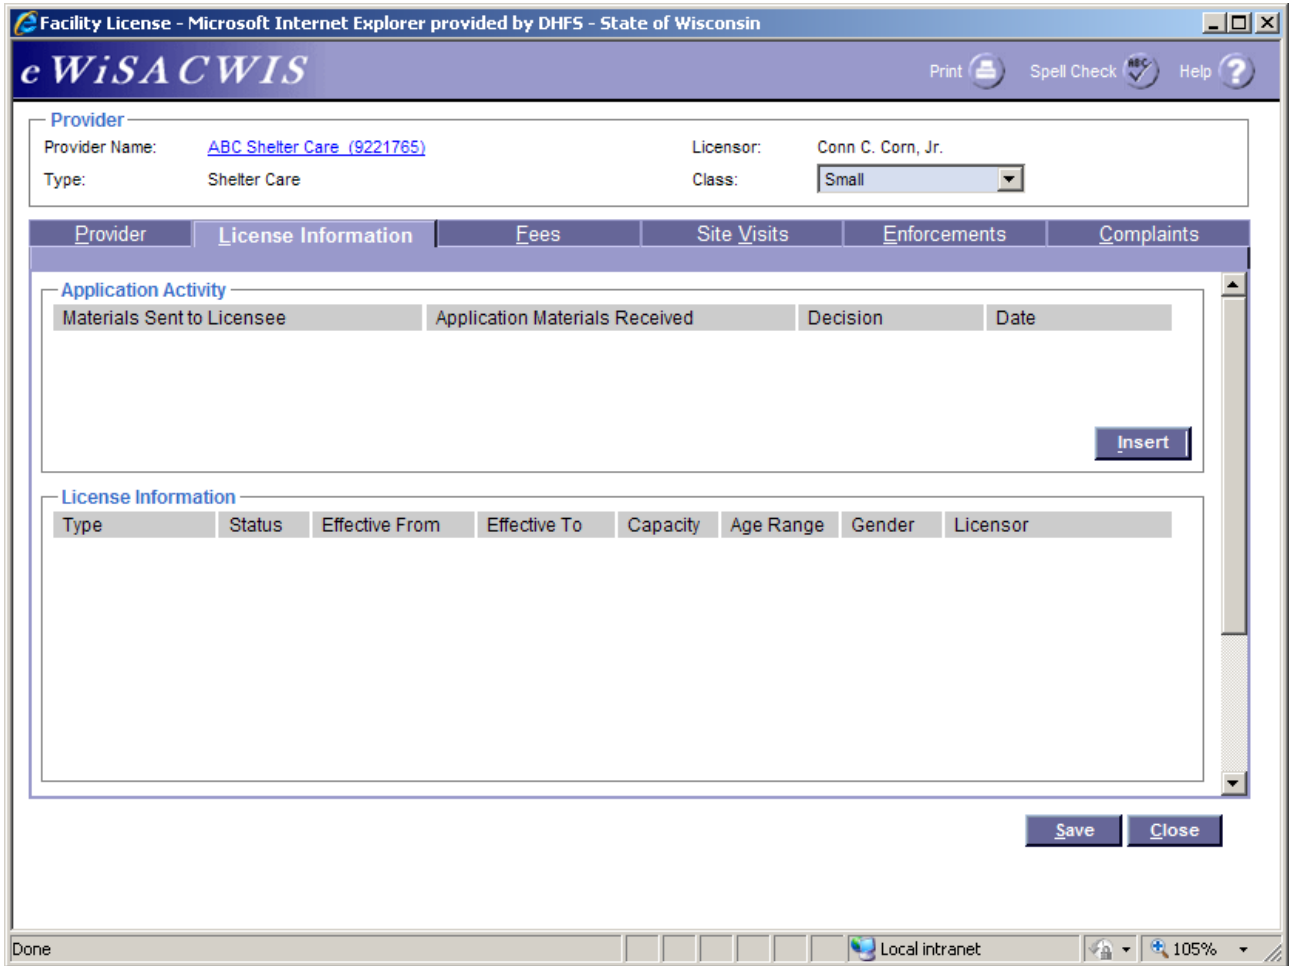 Facility License - Microsoft Internet Explorer provided by DHFS - State of Wisconsin
e WiSACWIS Print Spell Check ABC Help ?
Provider
Provider Name: ABC Shelter Care (9221765) Licensor: Conn C. Corn, Jr.
Type: Shelter Care Class: Small
Provider License Information Fees Site Visits Enforcements Complaints
Application Activity
Materials Sent to Licensee Application Materials Received Decision Date
Insert
License Information
Type Status Effective From Effective To Capacity Age Range Gender Licensor
Save Close
Done Local intranet 105%